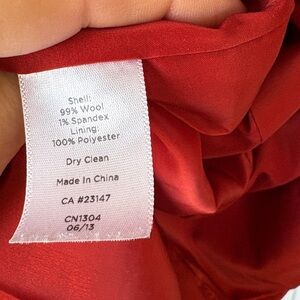 Shell:
99% Wool
1% Spandex
Lining:
100% Polyester
Dry Clean
Made In China
CA #23147
CN1304
06/13